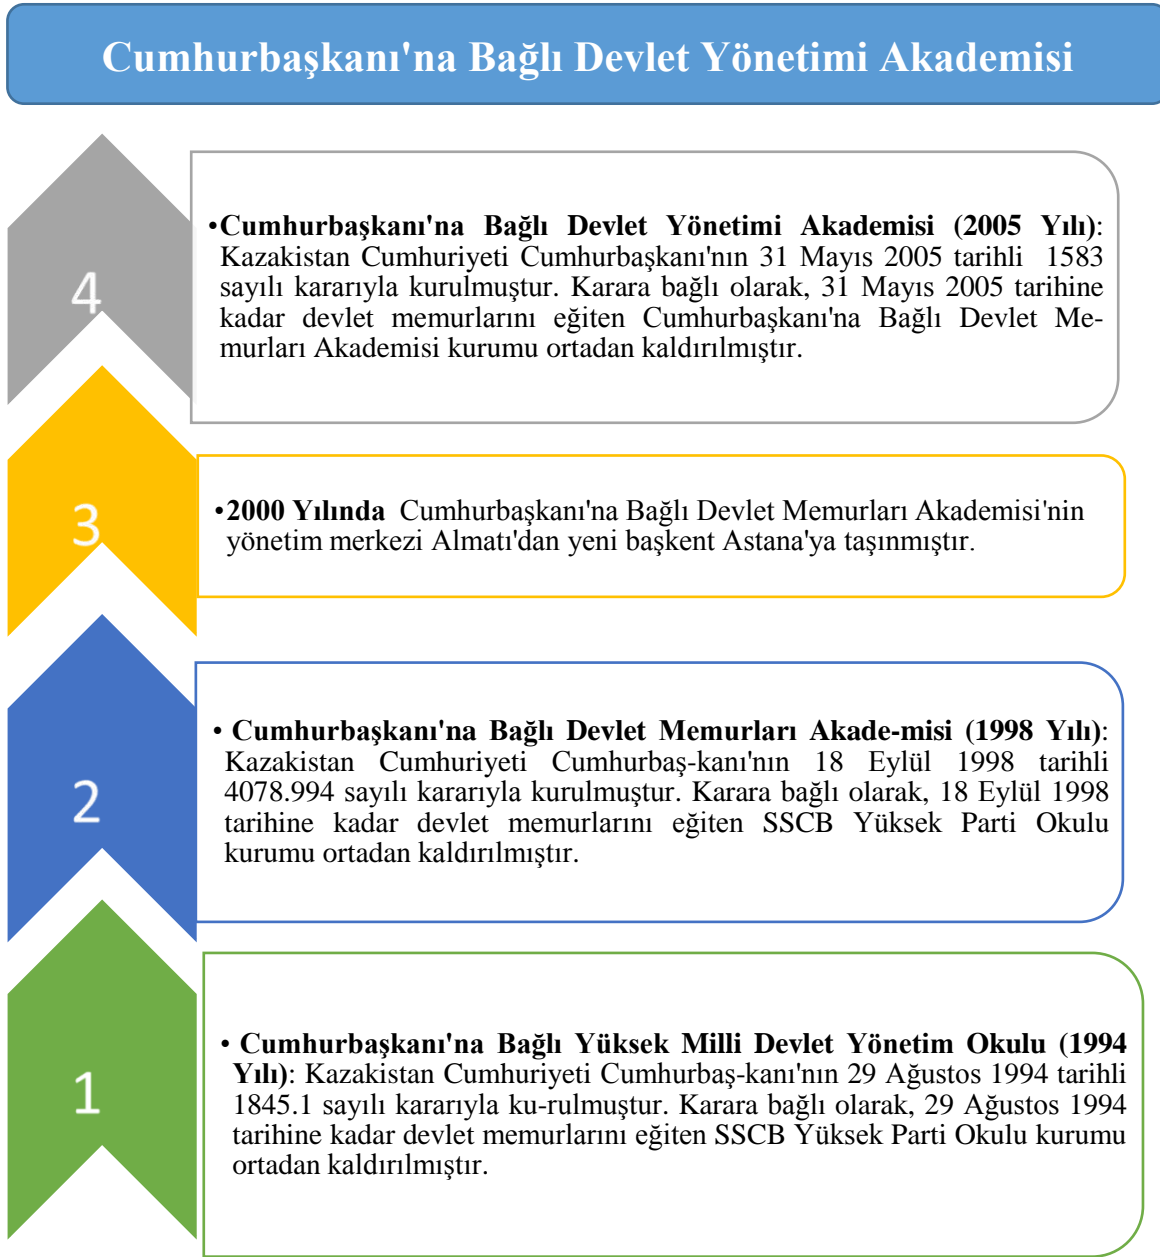 Cumhurbaşkanı'na Bağlı Devlet Yönetimi Akademisi
4
•Cumhurbaşkanı'na Bağlı Devlet Yönetimi Akademisi (2005 Yılı):
Kazakistan Cumhuriyeti Cumhurbaşkanı'nın 31 Mayıs 2005 tarihli 1583
sayılı kararıyla kurulmuştur. Karara bağlı olarak, 31 Mayıs 2005 tarihine
kadar devlet memurlarını eğiten Cumhurbaşkanı'na Bağlı Devlet Me-
murları Akademisi kurumu ortadan kaldırılmıştır.
3
•2000 Yılında Cumhurbaşkanı'na Bağlı Devlet Memurları Akademisi'nin
yönetim merkezi Almatı'dan yeni başkent Astana'ya taşınmıştır.
2
• Cumhurbaşkanı'na Bağlı Devlet Memurları Akade-misi (1998 Yılı):
Kazakistan Cumhuriyeti Cumhurbaş-kanı'nın 18 Eylül 1998 tarihli
4078.994 sayılı kararıyla kurulmuştur. Karara bağlı olarak, 18 Eylül 1998
tarihine kadar devlet memurlarını eğiten SSCB Yüksek Parti Okulu
kurumu ortadan kaldırılmıştır.
1
• Cumhurbaşkanı'na Bağlı Yüksek Milli Devlet Yönetim Okulu (1994
Yılı): Kazakistan Cumhuriyeti Cumhurbaş-kanı'nın 29 Ağustos 1994 tarihli
1845.1 sayılı kararıyla ku-rulmuştur. Karara bağlı olarak, 29 Ağustos 1994
tarihine kadar devlet memurlarını eğiten SSCB Yüksek Parti Okulu kurumu
ortadan kaldırılmıştır.